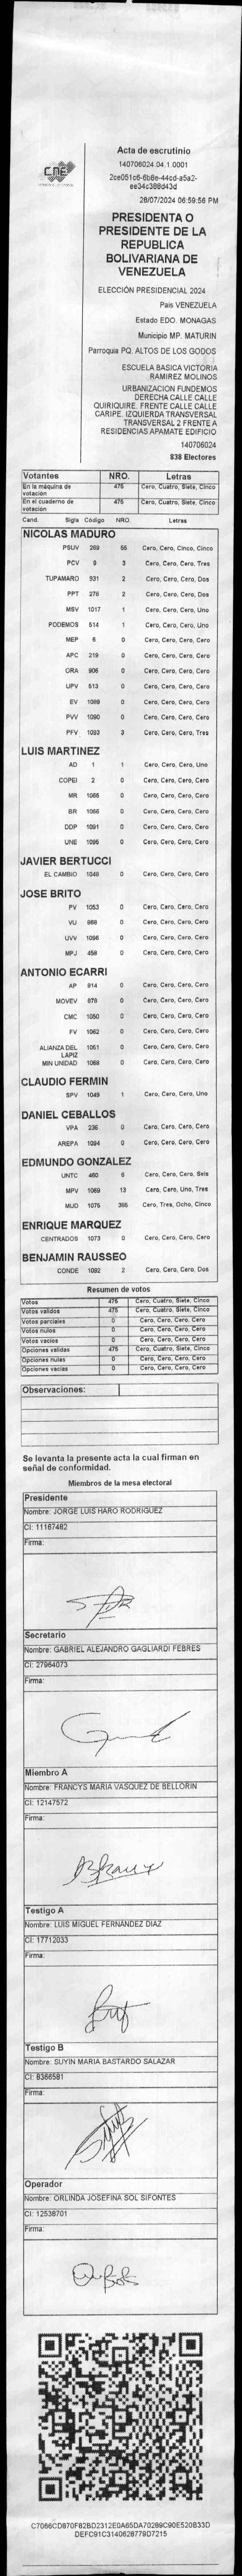 CNE
Acta de escrutinio
140706024.04.1.0001
2ce051c6-6b8e-44cd-a5a2-
ee34c388d43d
28/07/2024 06:59:56 PM
PRESIDENTA O
PRESIDENTE DE LA
REPUBLICA
BOLIVARIANA DE
VENEZUELA
ELECCIÓN PRESIDENCIAL 2024
Pais VENEZUELA
Estado EDO. MONAGAS
Municipio MP. MATURIN
Parroquia PQ. ALTOS DE LOS GODOS
ESCUELA BASICA VICTORIA
RAMIREZ MOLINOS
URBANIZACION FUNDEMOS
DERECHA CALLE CALLE
QUIRIQUIRE. FRENTE CALLE CALLE
CARIPE. IZQUIERDA TRANSVERSAL
TRANSVERSAL 2 FRENTE A
RESIDENCIAS APAMATE EDIFICIO
140706024
838 Electores
Votantes NRO. Letras
En la máquina de votación 475 Cero, Cuatro, Siete, Cinco
En el cuaderno de votación 475 Cero, Cuatro, Siete, Cinco
Cand. Sigla Código NRO. Letras
NICOLAS MADURO
PSUV 269 55 Cero, Cero, Cinco, Cinco
PCV 9 3 Cero, Cero, Cero, Tres
TUPAMARO 931 2 Cero, Cero, Cero, Dos
PPT 276 2 Cero, Cero, Cero, Dos
MSV 1017 1 Cero, Cero, Cero, Uno
PODEMOS 514 1 Cero, Cero, Cero, Uno
MEP 6 0 Cero, Cero, Cero, Cero
APC 219 0 Cero, Cero, Cero, Cero
ORA 906 0 Cero, Cero, Cero, Cero
UPV 513 0 Cero, Cero, Cero, Cero
EV 1089 0 Cero, Cero, Cero, Cero
PVV 1090 0 Cero, Cero, Cero, Cero
PFV 1093 3 Cero, Cero, Cero, Tres
LUIS MARTINEZ
AD 1 1 Cero, Cero, Cero, Uno
COPEI 2 0 Cero, Cero, Cero, Cero
MR 1066 0 Cero, Cero, Cero, Cero
BR 0 Cero, Cero, Cero, Cero
DDP 1091 0 Cero, Cero, Cero, Cero
UNE 1095 0 Cero, Cero, Cero, Cero
JAVIER BERTUCCI
EL CAMBIO 1048 0 Cero, Cero, Cero, Cero
JOSE BRITO
PV 1053 0 Cero, Cero, Cero, Cero
VU 868 0 Cero, Cero, Cero, Cero
UVV 1096 0 Cero, Cero, Cero, Cero
MPJ 458 0 Cero, Cero, Cero, Cero
ANTONIO ECARRI
AP 814 0 Cero, Cero, Cero, Cero
MOVEV 879 0 Cero, Cero, Cero, Cero
CMC 1050 0 Cero, Cero, Cero, Cero
FV 1062 0 Cero, Cero, Cero, Cero
ALIANZA DEL LAPIZ 1051 0 Cero, Cero, Cero, Cero
MIN UNIDAD 1068 0 Cero, Cero, Cero, Cero
CLAUDIO FERMIN
SPV 1049 1 Cero, Cero, Cero, Uno
DANIEL CEBALLOS
VPA 236 0 Cero, Cero, Cero, Cero
AREPA 1094 0 Cero, Cero, Cero, Cero
EDMUNDO GONZALEZ
UNTC 460 6 Cero, Cero, Cero, Seis
MPV 1069 13 Cero, Cero, Uno, Tres
MUD 1075 385 Cero, Tres, Ocho, Cinco
ENRIQUE MARQUEZ
CENTRADOS 1073 0 Cero, Cero, Cero, Cero
BENJAMIN RAUSSEO
CONDE 1092 2 Cero, Cero, Cero, Dos
Resumen de votos
Votos 475 Cero, Cuatro, Siete, Cinco
Votos validos 475 Cero, Cuatro, Siete, Cinco
Votos parciales 0 Cero, Cero, Cero, Cero
Votos nulos 0 Cero, Cero, Cero, Cero
Votos vacios 0 Cero, Cero, Cero, Cero
Opciones validas 475 Cero, Cuatro, Siete, Cinco
Opciones nulas 0 Cero, Cero, Cero, Cero
Opciones vacias 0 Cero, Cero, Cero, Cero
Observaciones:
Se levanta la presente acta la cual firman en
señal de conformidad.
Miembros de la mesa electoral
Presidente
Nombre: JORGE LUIS HARO RODRIGUEZ
CI: 11167482
Firma:
Secretario
Nombre: GABRIEL ALEJANDRO GAGLIARDI FEBRES
CI: 27964073
Firma:
Miembro A
Nombre: FRANCYS MARIA VASQUEZ DE BELLORIN
CI: 12147572
Firma:
Testigo A
Nombre: LUIS MIGUEL FERNANDEZ DIAZ
CI: 17712033
Firma:
Testigo B
Nombre: SUYIN MARIA BASTARDO SALAZAR
CI: 8366581
Firma:
Operador
Nombre: ORLINDA JOSEFINA SOL SIFONTES
CI: 12538701
Firma:
C7066CD870F82BD2312E0A65DA70289C90E520833D
DEFC91C3140628779D7215